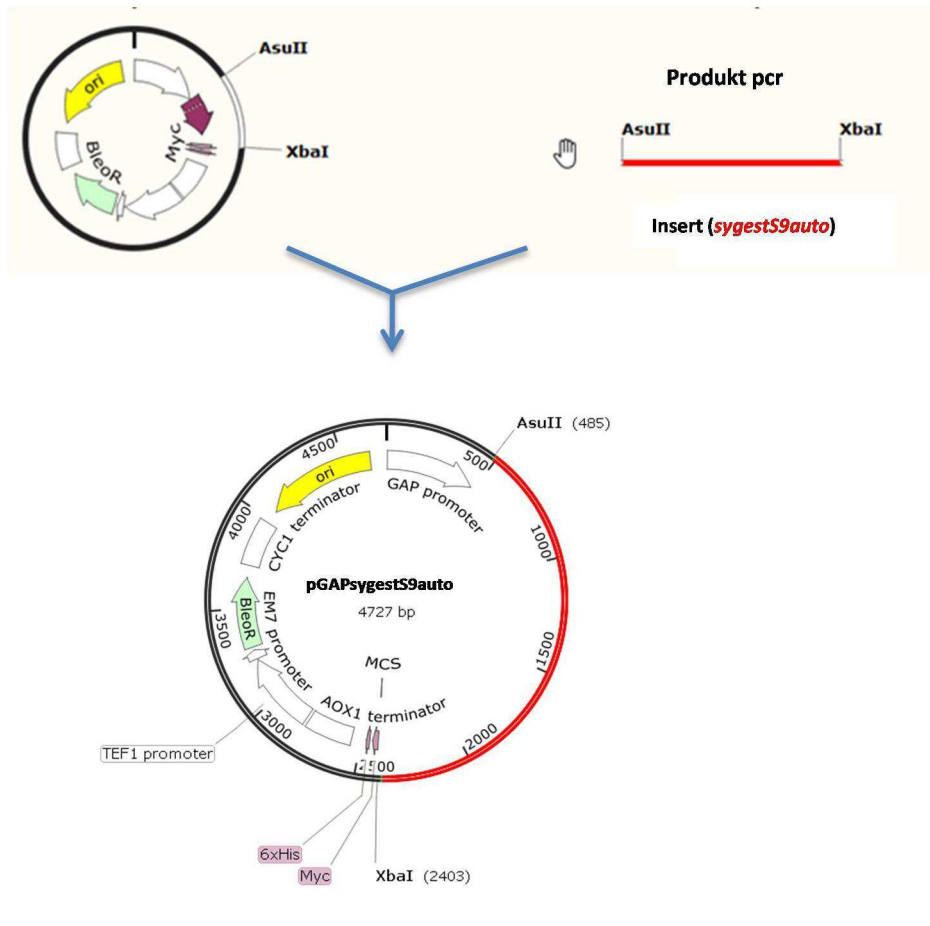 AsuII
ori
Myc
BleoR
XbaI
Produkt pcr
AsuII
XbaI
Insert (sygestS9auto)
AsuII (485)
4500
500
ori
GAP promoter
CYC1 terminator
4000
1000
pGAPsygestS9auto
4727 bp
BleoR
EM7 promoter
3500
1500
MCS
AOX1 terminator
3000
2000
TEF1 promoter
2500
6xHis
Myc
XbaI (2403)